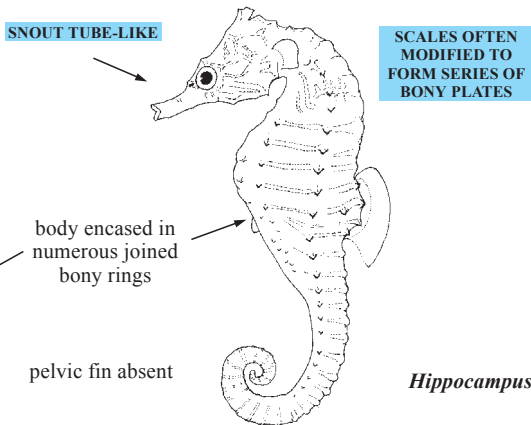 SNOUT TUBE-LIKE
SCALES OFTEN
MODIFIED TO
FORM SERIES OF
BONY PLATES
body encased in
numerous joined
bony rings
pelvic fin absent
Hippocampus